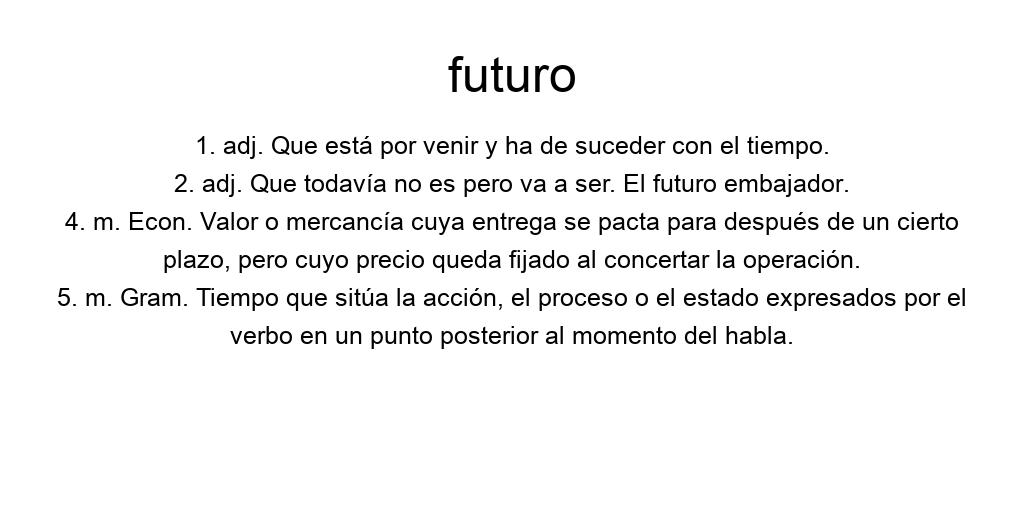 futuro
1. adj. Que está por venir y ha de suceder con el tiempo.
2. adj. Que todavía no es pero va a ser. El futuro embajador.
4. m. Econ. Valor o mercancía cuya entrega se pacta para después de un cierto
plazo, pero cuyo precio queda fijado al concertar la operación.
5. m. Gram. Tiempo que sitúa la acción, el proceso o el estado expresados por el
verbo en un punto posterior al momento del habla.